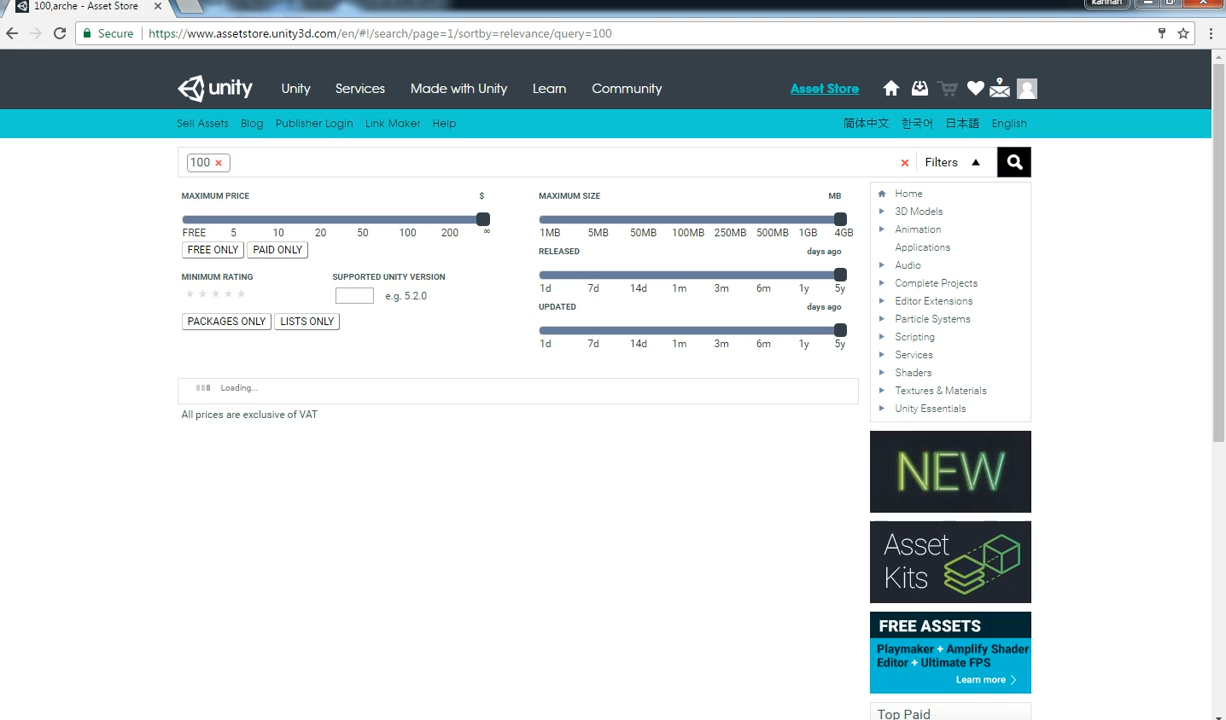 100,arche - Asset Store
kannan
Secure https://www.assetstore.unity3d.com/en/#!/search/page=1/sortby=relevance/query=100
unity Unity Services Made with Unity Learn Community Asset Store
Sell Assets Blog Publisher Login Link Maker Help 简体中文 한국어 日本語 English
100 Filters
MAXIMUM PRICE $
FREE 5 10 20 50 100 200 ∞
FREE ONLY PAID ONLY
MINIMUM RATING
SUPPORTED UNITY VERSION
e.g. 5.2.0
PACKAGES ONLY LISTS ONLY
MAXIMUM SIZE MB
1MB 5MB 50MB 100MB 250MB 500MB 1GB 4GB
RELEASED days ago
1d 7d 14d 1m 3m 6m 1y 5y
UPDATED days ago
1d 7d 14d 1m 3m 6m 1y 5y
Loading...
All prices are exclusive of VAT
Home
3D Models
Animation
Applications
Audio
Complete Projects
Editor Extensions
Particle Systems
Scripting
Services
Shaders
Textures & Materials
Unity Essentials
NEW
Asset
Kits
FREE ASSETS
Playmaker + Amplify Shader
Editor + Ultimate FPS
Learn more
Top Paid